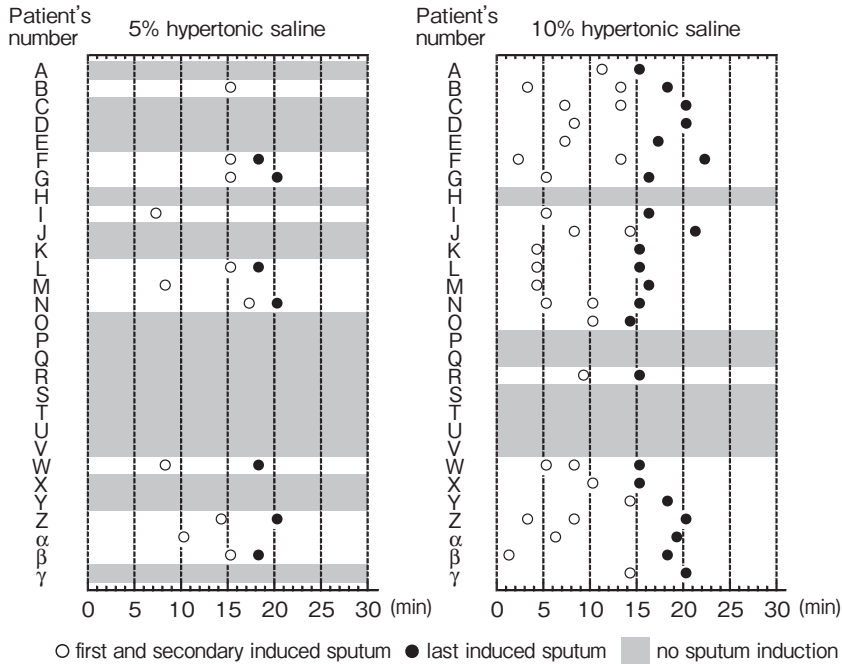 Patient's number
5% hypertonic saline
A
B
C
D
E
F
G
H
I
J
K
L
M
N
O
P
Q
R
S
T
U
V
W
X
Y
Z
α
β
γ
0 5 10 15 20 25 30 (min)
Patient's number
10% hypertonic saline
A
B
C
D
E
F
G
H
I
J
K
L
M
N
O
P
Q
R
S
T
U
V
W
X
Y
Z
α
β
γ
0 5 10 15 20 25 30 (min)
first and secondary induced sputum last induced sputum no sputum induction